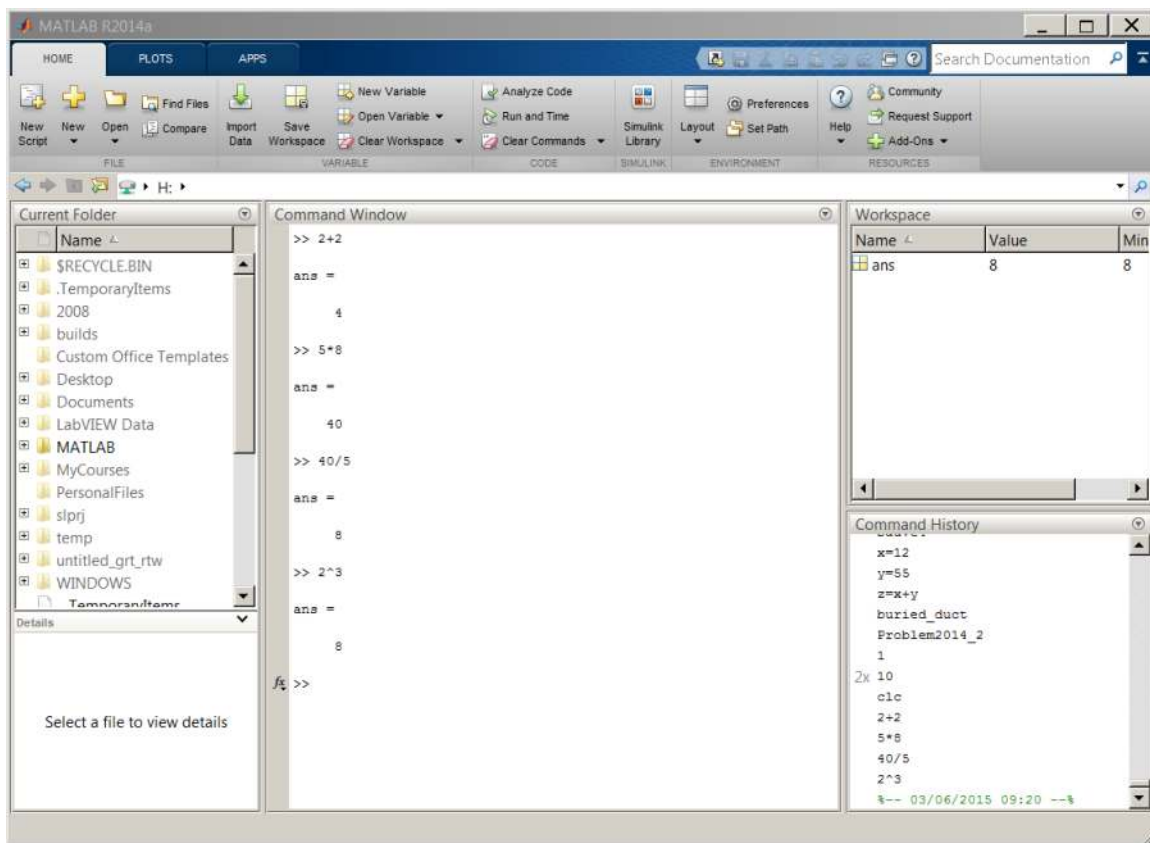 MATLAB R2014a
HOME PLOTS APPS Search Documentation
New Script New Open Find Files Compare
FILE
Import Data Save Workspace New Variable Open Variable Clear Workspace
VARIABLE
Analyze Code Run and Time Clear Commands
CODE
Simulink Library
SIMULINK
Layout Preferences Set Path
ENVIRONMENT
Help Community Request Support Add-Ons
RESOURCES
H:
Current Folder
Name
$RECYCLE.BIN
.TemporaryItems
2008
builds
Custom Office Templates
Desktop
Documents
LabVIEW Data
MATLAB
MyCourses
PersonalFiles
slprj
temp
untitled_grt_rtw
WINDOWS
Details
Select a file to view details
Command Window
>> 2+2
ans =
4
>> 5*8
ans =
40
>> 40/5
ans =
8
>> 2^3
ans =
8
fx >>
Workspace
Name Value Min
ans 8 8
Command History
x=12
y=55
z=x+y
buried_duct
Problem2014_2
1
2x 10
clc
2+2
5*8
40/5
2^3
%-- 03/06/2015 09:20 --%